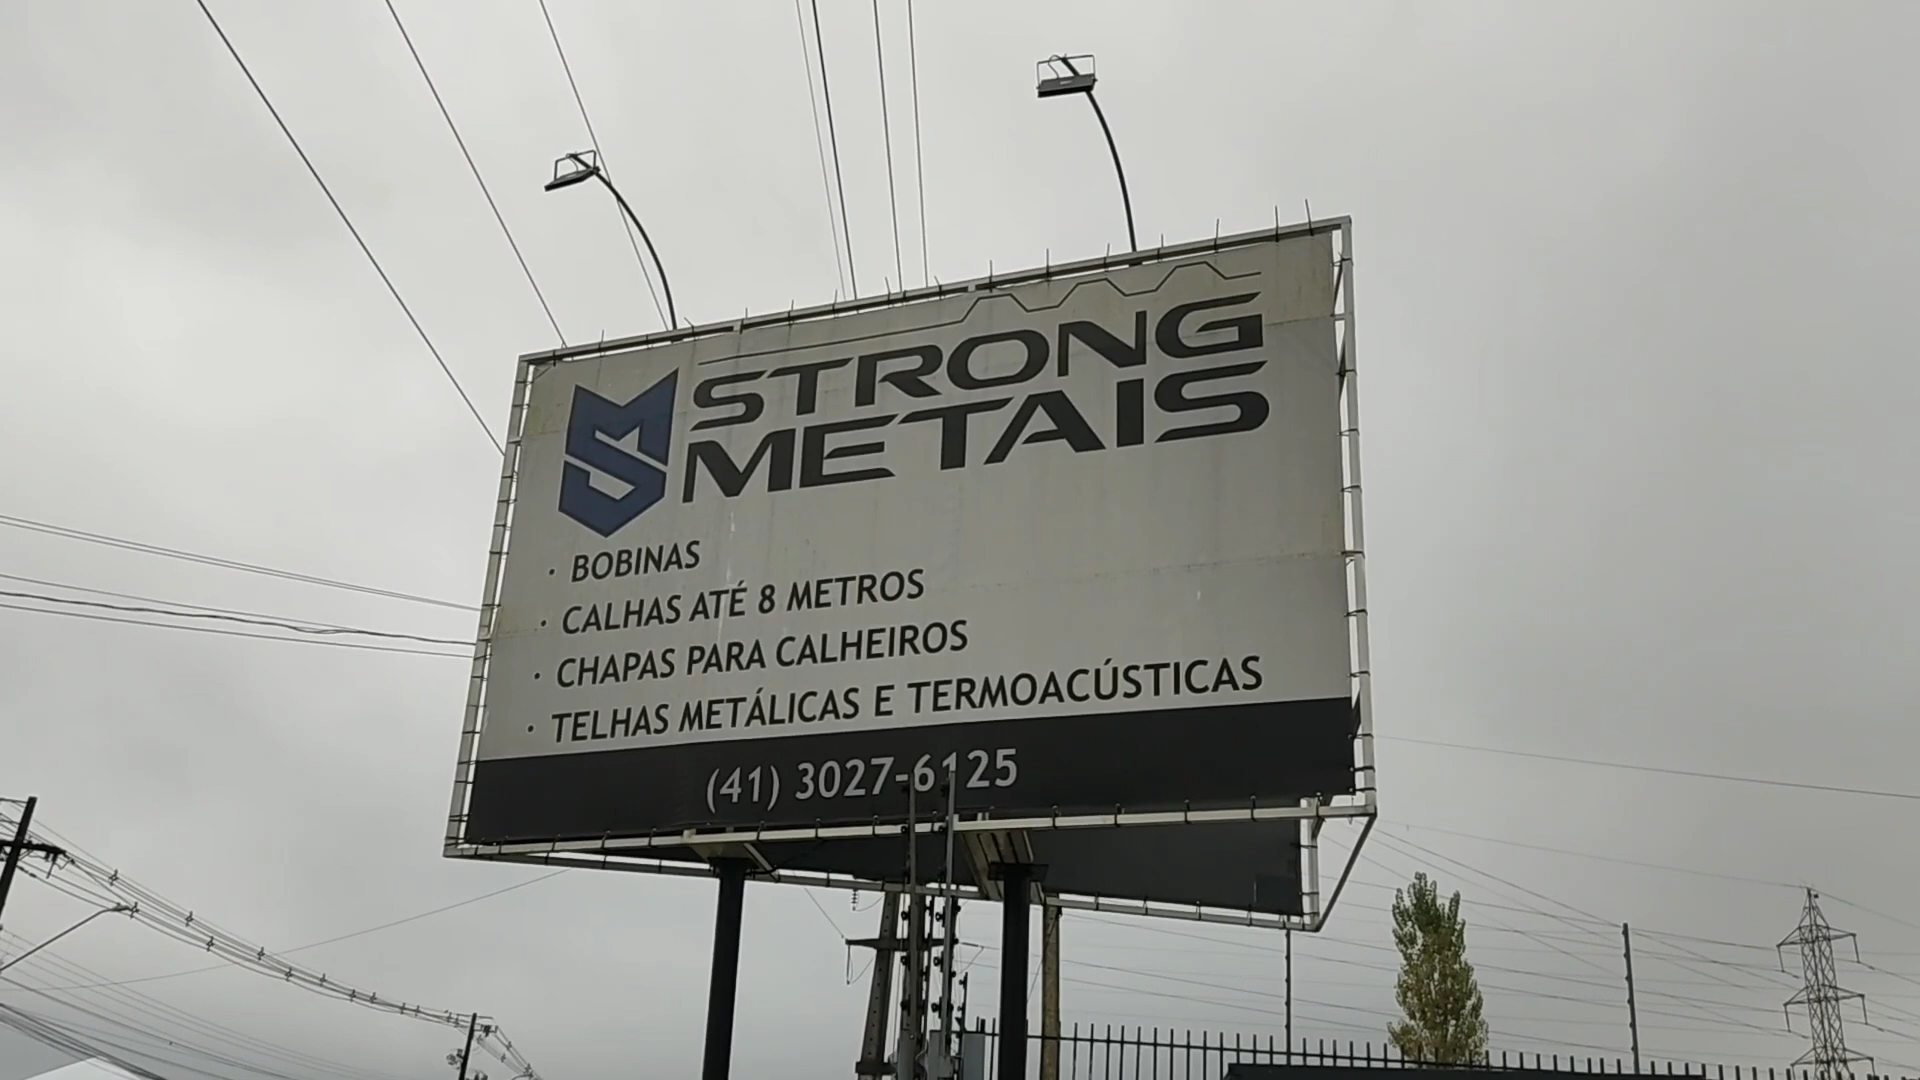 STRONG
METAIS
· BOBINAS
· CALHAS ATÉ 8 METROS
· CHAPAS PARA CALHEIROS
· TELHAS METÁLICAS E TERMOACÚSTICAS
(41) 3027-6125